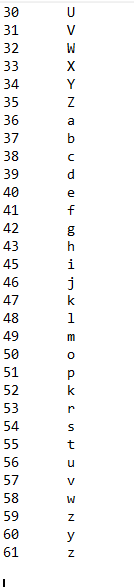 30 U
31 V
32 W
33 X
34 Y
35 Z
36 a
37 b
38 c
39 d
40 e
41 f
42 g
43 h
45 i
46 j
47 k
48 l
49 m
50 o
51 p
52 k
53 r
54 s
55 t
56 u
57 v
58 w
59 z
60 y
61 z